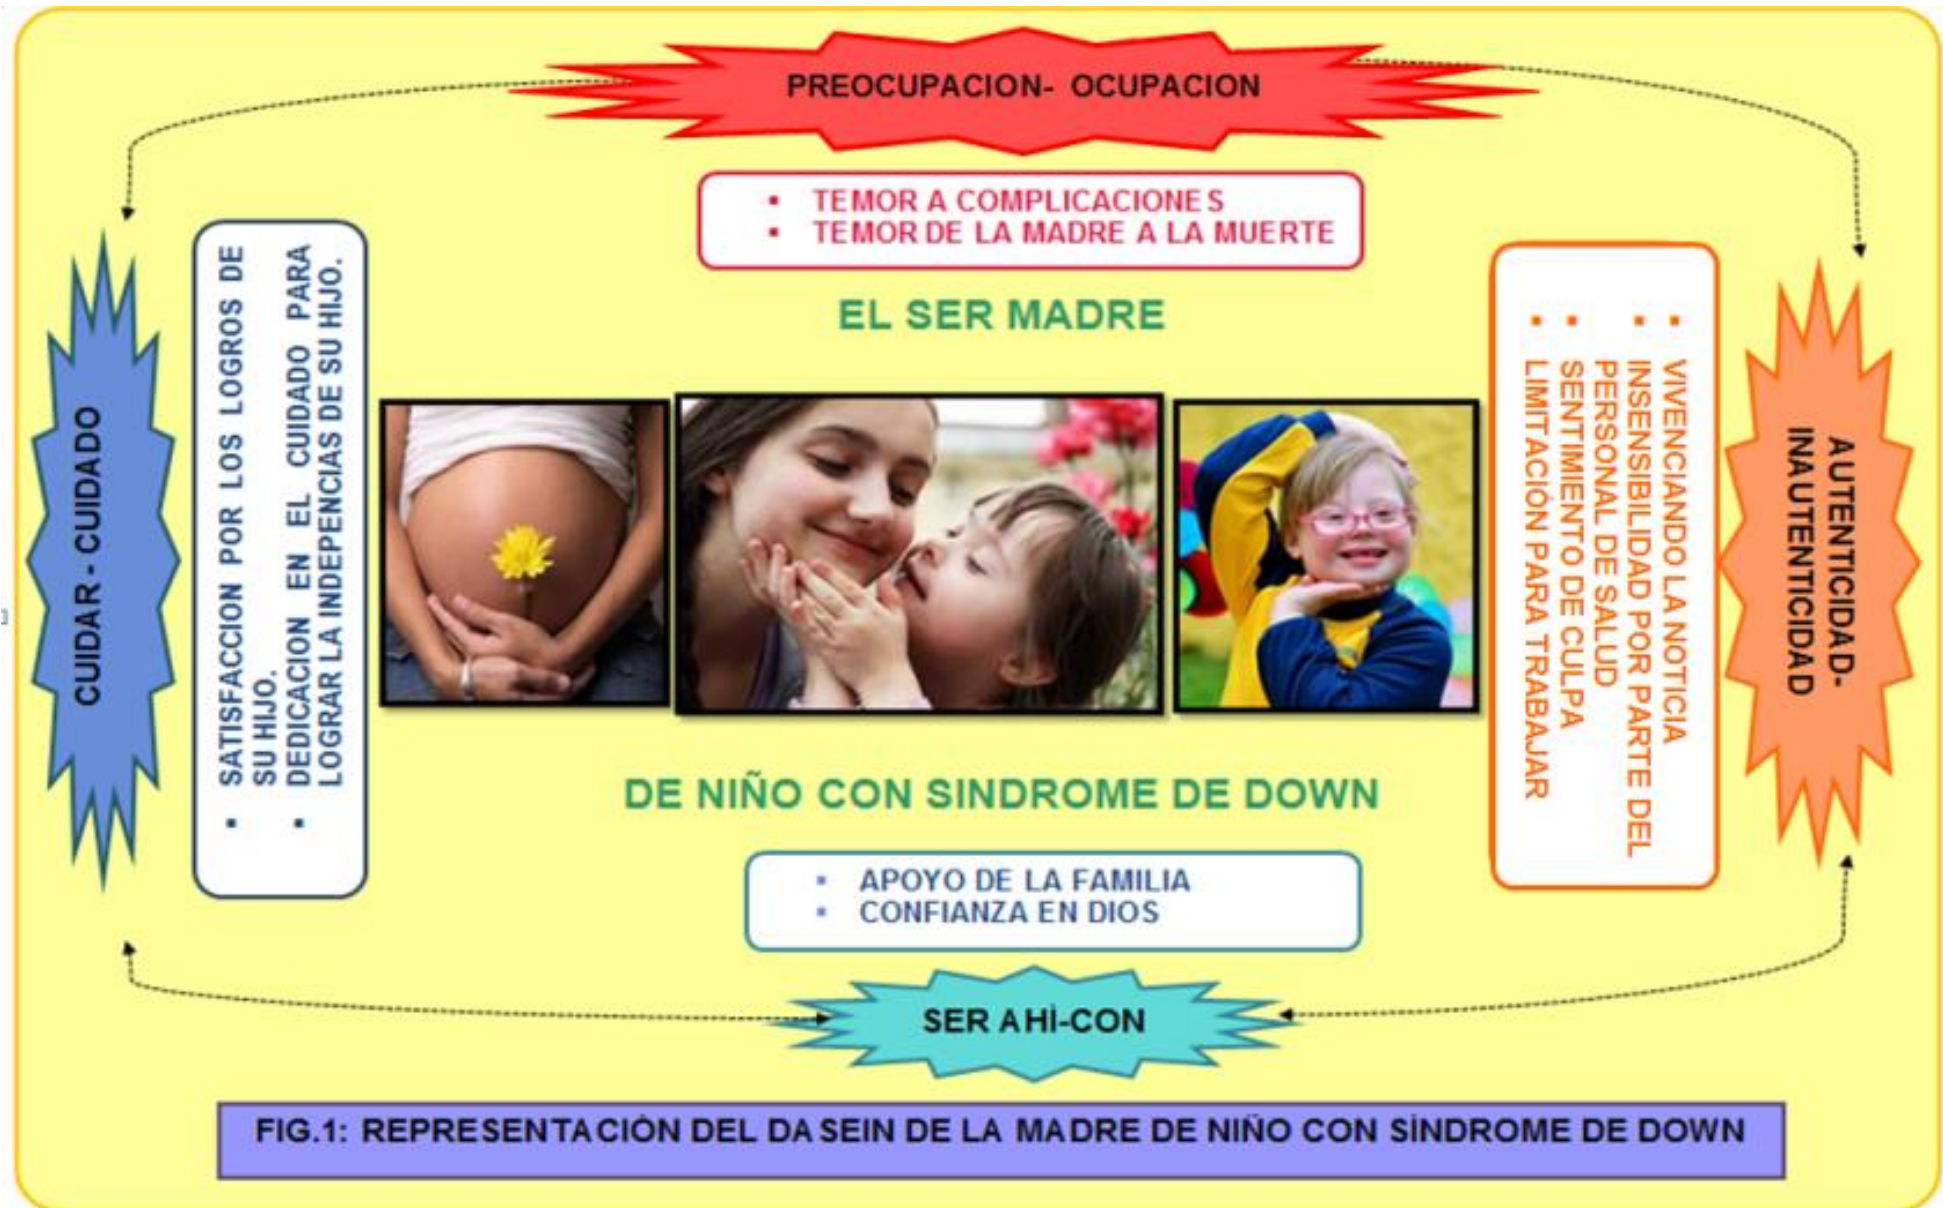 PREOCUPACION- OCUPACION
▪ TEMOR A COMPLICACIONES
▪ TEMOR DE LA MADRE A LA MUERTE
EL SER MADRE
CUIDAR - CUIDADO
▪ SATISFACCION POR LOS LOGROS DE
SU HIJO.
▪ DEDICACION EN EL CUIDADO PARA
LOGRAR LA INDEPENCIAS DE SU HIJO.
▪ VIVENCIANDO LA NOTICIA
▪ INSENSIBILIDAD POR PARTE DEL
PERSONAL DE SALUD
▪ SENTIMIENTO DE CULPA
▪ LIMITACIÓN PARA TRABAJAR
AUTENTICIDAD-
INAUTENTICIDAD
DE NIÑO CON SINDROME DE DOWN
▪ APOYO DE LA FAMILIA
▪ CONFIANZA EN DIOS
SER AHÌ-CON
FIG.1: REPRESENTACIÓN DEL DASEIN DE LA MADRE DE NIÑO CON SÌNDROME DE DOWN